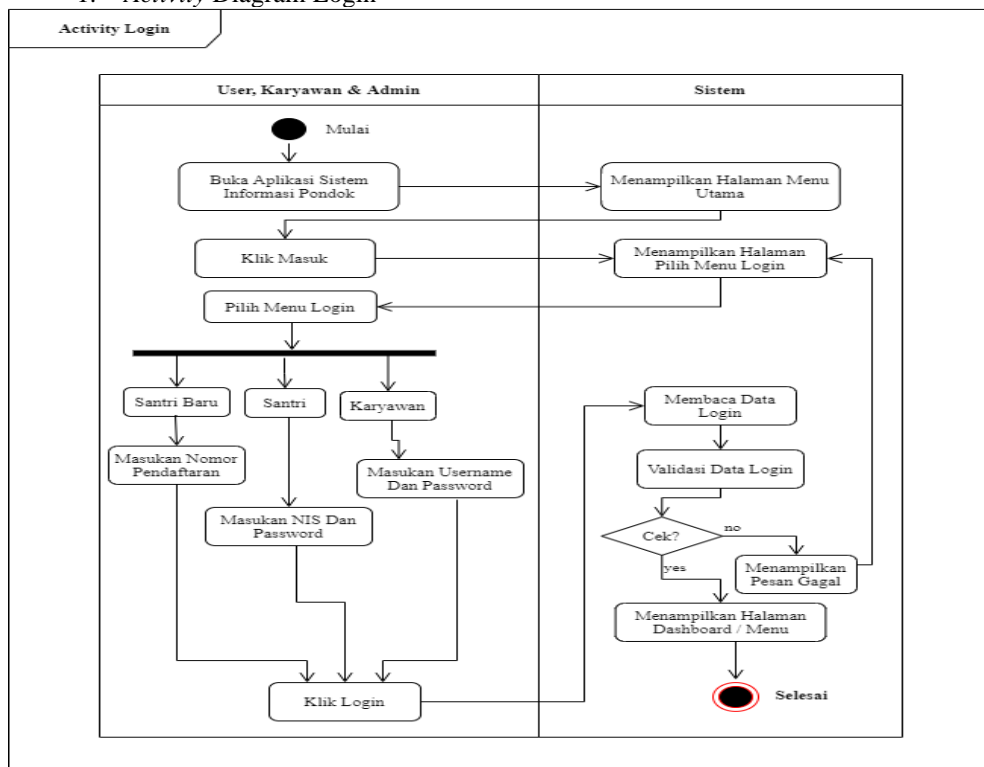 1. Activity Diagram Login
Activity Login
User, Karyawan & Admin
Sistem
Mulai
Buka Aplikasi Sistem
Informasi Pondok
Menampilkan Halaman Menu
Utama
Klik Masuk
Menampilkan Halaman
Pilih Menu Login
Pilih Menu Login
Santri Baru
Santri
Karyawan
Membaca Data
Login
Masukan Nomor
Pendaftaran
Masukan Username
Dan Password
Validasi Data Login
Masukan NIS Dan
Password
Cek?
no
yes
Menampilkan
Pesan Gagal
Menampilkan Halaman
Dashboard / Menu
Klik Login
Selesai